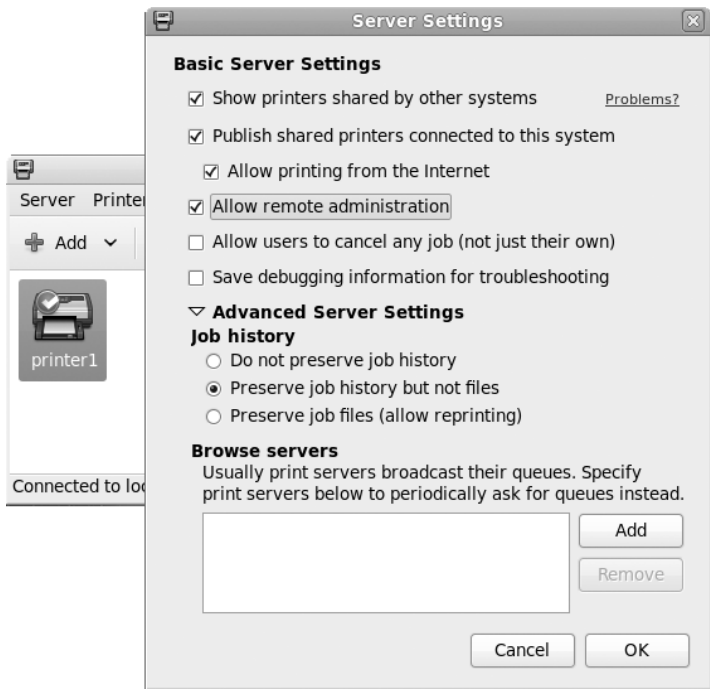 Server Settings
Basic Server Settings
Show printers shared by other systems
Problems?
Publish shared printers connected to this system
Allow printing from the Internet
Allow remote administration
Allow users to cancel any job (not just their own)
Save debugging information for troubleshooting
Advanced Server Settings
Job history
Do not preserve job history
Preserve job history but not files
Preserve job files (allow reprinting)
Browse servers
Usually print servers broadcast their queues. Specify
print servers below to periodically ask for queues instead.
Add
Remove
Cancel
OK
Server Printer
Add
printer1
Connected to loc